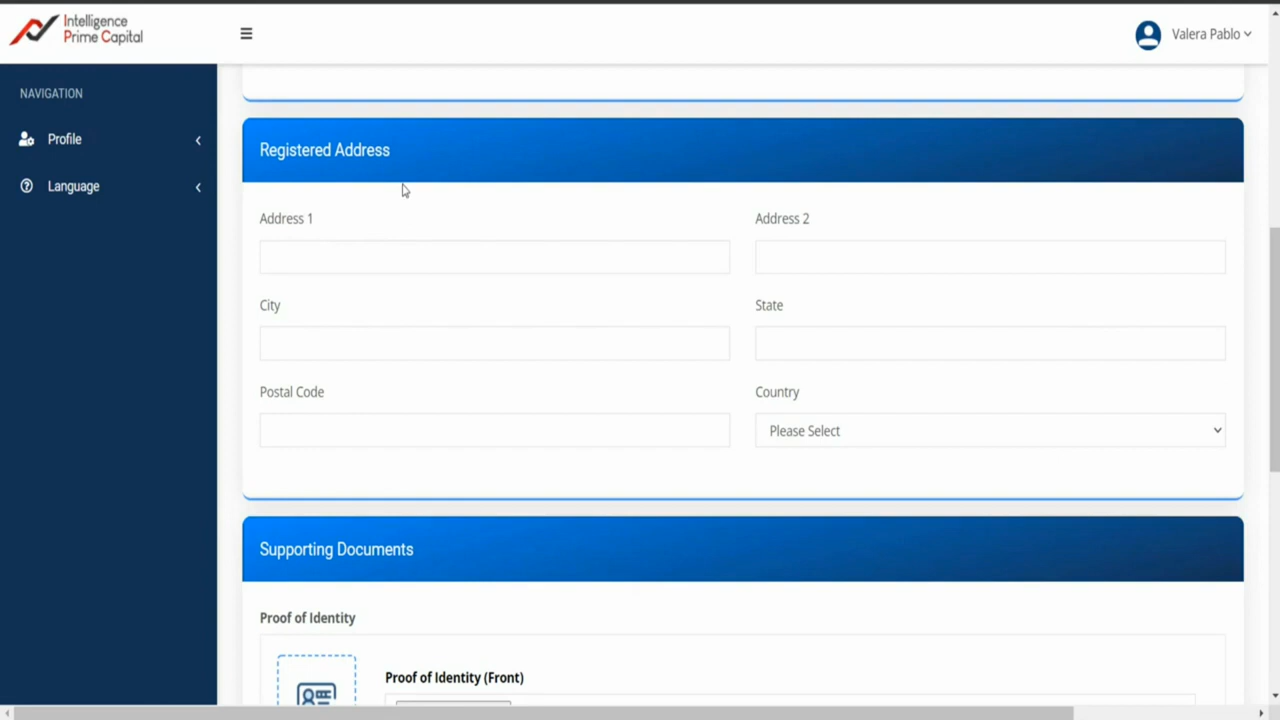 Intelligence
Prime Capital
Valera Pablo
NAVIGATION
Profile
Language
Registered Address
Address 1
Address 2
City
State
Postal Code
Country
Please Select
Supporting Documents
Proof of Identity
Proof of Identity (Front)